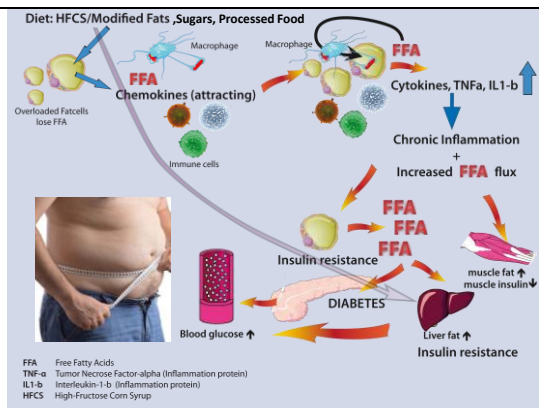 Diet: HFCS/Modified Fats ,Sugars, Processed Food
Macrophage
FFA
Chemokines (attracting)
Overloaded Fatcells
lose FFA
Immune cells
Macrophage
FFA
Cytokines, TNFa, IL1-b
Chronic Inflammation
+
Increased FFA flux
FFA
FFA
FFA
Insulin resistance
muscle fat ↑
muscle insulin ↓
DIABETES
Blood glucose ↑
Liver fat ↑
Insulin resistance
FFA Free Fatty Acids
TNF-α Tumor Necrose Factor-alpha (Inflammation protein)
IL1-b Interleukin-1-b (Inflammation protein)
HFCS High-Fructose Corn Syrup